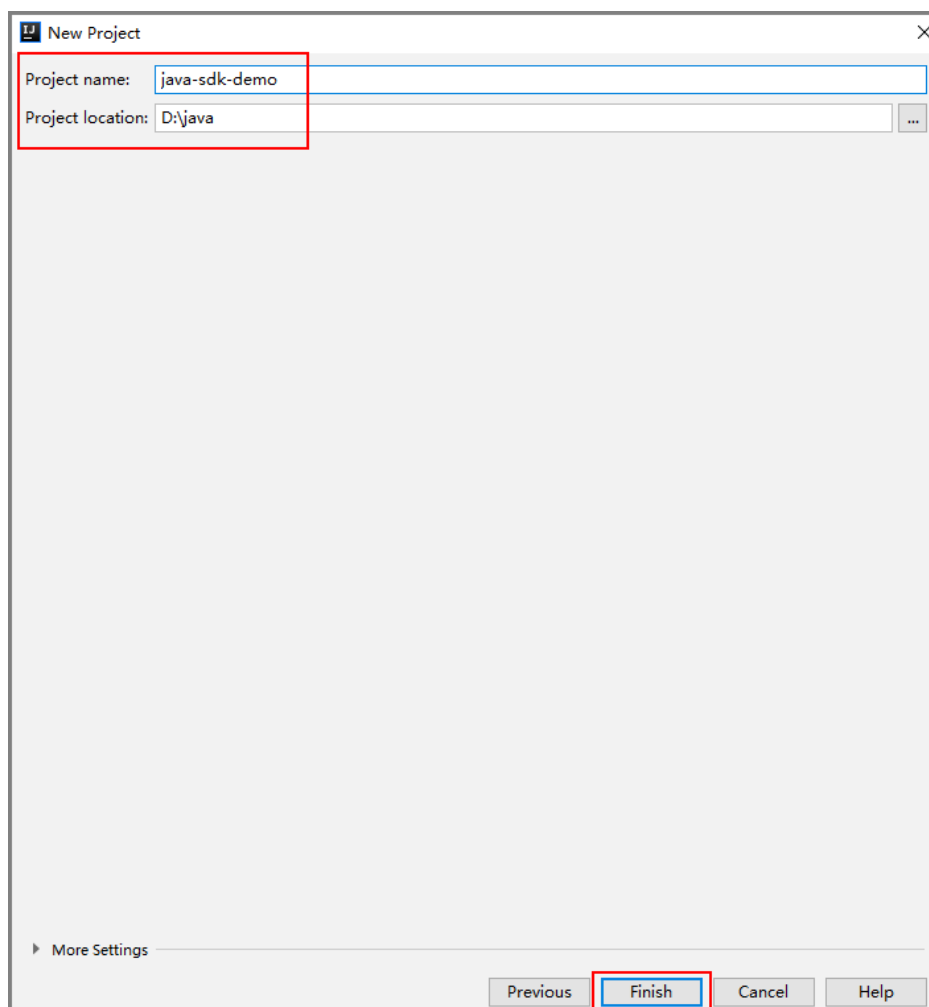 IJ New Project
Project name: java-sdk-demo
Project location: D:\java ...
More Settings
Previous Finish Cancel Help